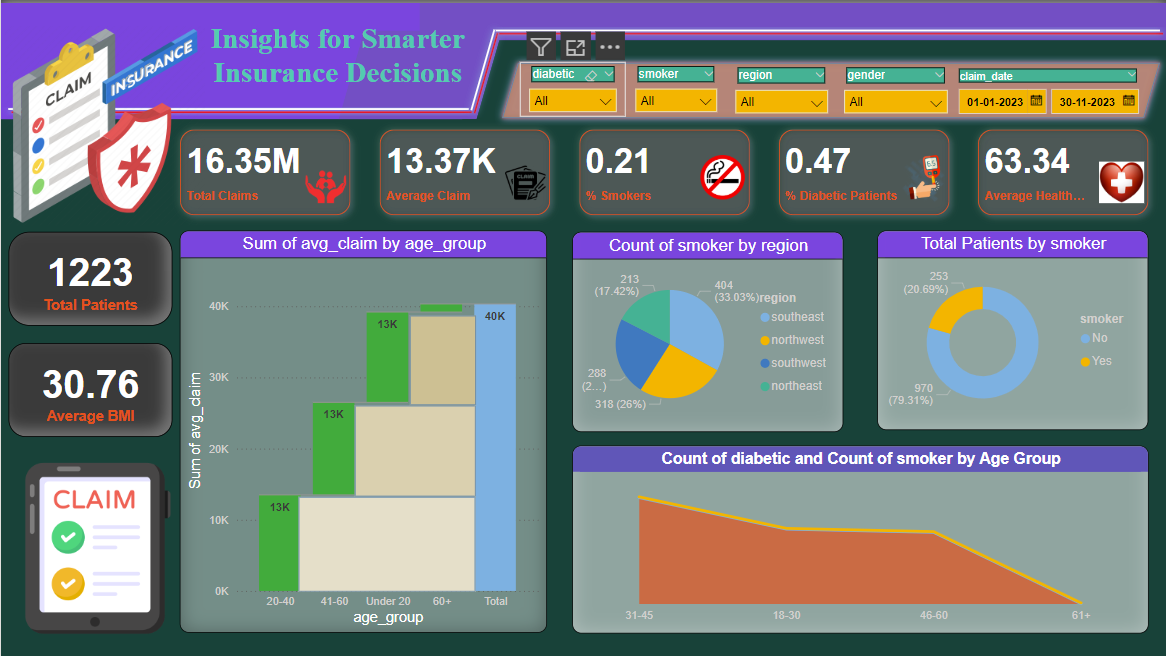 Insights for Smarter
Insurance Decisions
CLAIM
INSURANCE
diabetic
All
smoker
All
region
All
gender
All
claim_date
01-01-2023
30-11-2023
16.35M
Total Claims
13.37K
Average Claim
CLAIM
0.21
% Smokers
0.47
% Diabetic Patients
63.34
Average Health...
1223
Total Patients
30.76
Average BMI
CLAIM
Sum of avg_claim by age_group
Sum of avg_claim
40K
30K
20K
10K
0K
13K
13K
13K
40K
20-40
41-60
Under 20
60+
Total
age_group
Count of smoker by region
213
(17.42%)
404
(33.03%)
288
(2...)
318 (26%)
region
southeast
northwest
southwest
northeast
Total Patients by smoker
253
(20.69%)
970
(79.31%)
smoker
No
Yes
Count of diabetic and Count of smoker by Age Group
31-45
18-30
46-60
61+